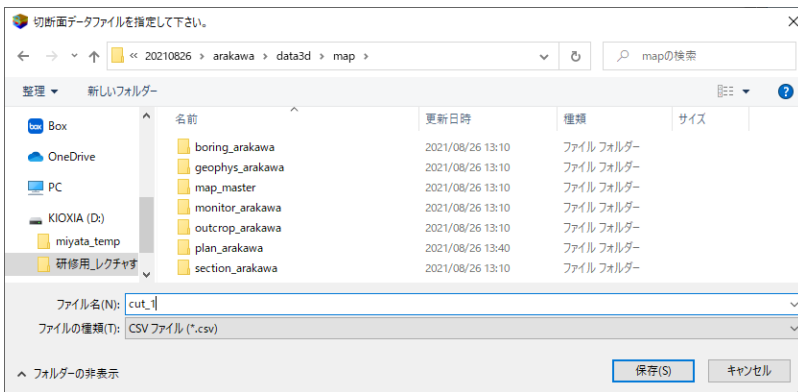 切断面データファイルを指定して下さい。
« 20210826 › arakawa › data3d › map ›
mapの検索
整理 新しいフォルダー
名前 更新日時 種類 サイズ
box Box
OneDrive
PC
KIOXIA (D:)
miyata_temp
研修用_レクチャす
boring_arakawa 2021/08/26 13:10 ファイル フォルダー
geophys_arakawa 2021/08/26 13:10 ファイル フォルダー
map_master 2021/08/26 13:10 ファイル フォルダー
monitor_arakawa 2021/08/26 13:10 ファイル フォルダー
outcrop_arakawa 2021/08/26 13:10 ファイル フォルダー
plan_arakawa 2021/08/26 13:40 ファイル フォルダー
section_arakawa 2021/08/26 13:10 ファイル フォルダー
ファイル名(N): cut_1
ファイルの種類(T): CSV ファイル (*.csv)
フォルダーの非表示 保存(S) キャンセル